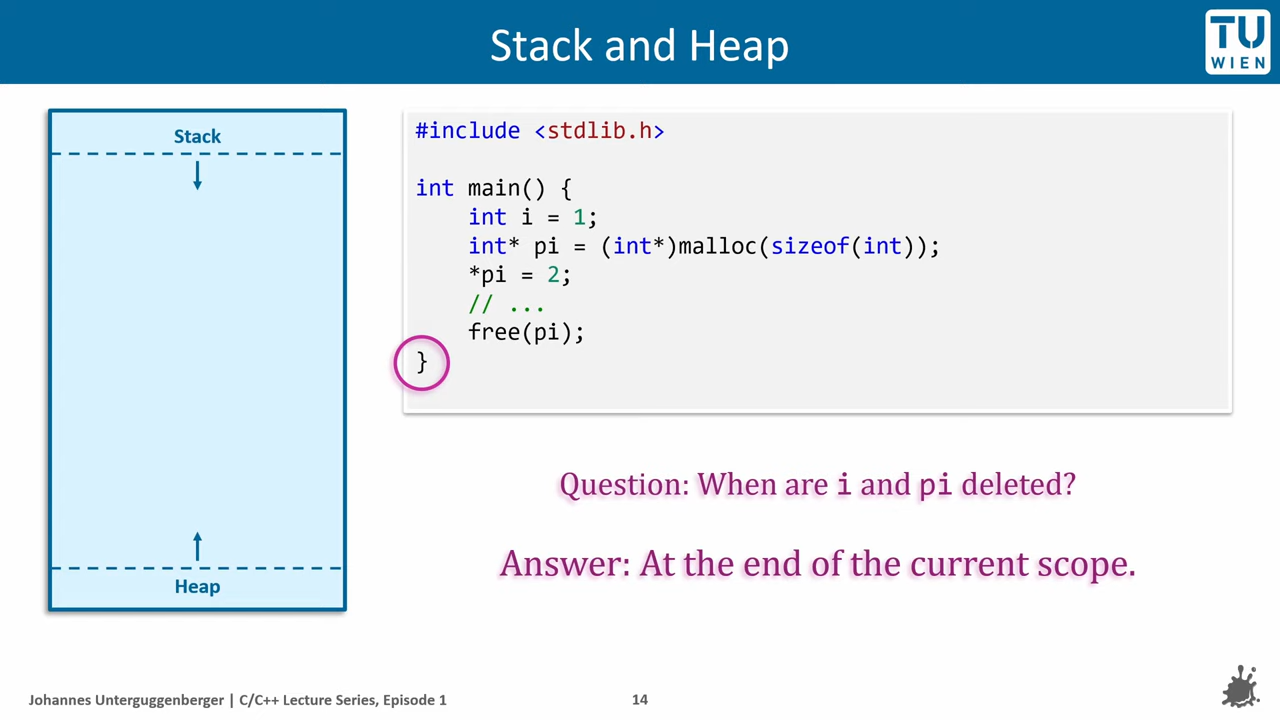 Stack and Heap
TU
WIEN
Stack
Heap
#include <stdlib.h>
int main() {
    int i = 1;
    int* pi = (int*)malloc(sizeof(int));
    *pi = 2;
    // ...
    free(pi);
}
Question: When are i and pi deleted?
Answer: At the end of the current scope.
Johannes Unterguggenberger | C/C++ Lecture Series, Episode 1
14